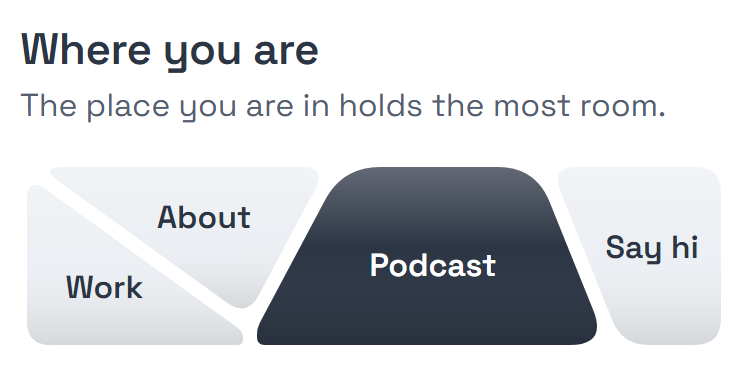 Where you are
The place you are in holds the most room.
About
Work
Podcast
Say hi